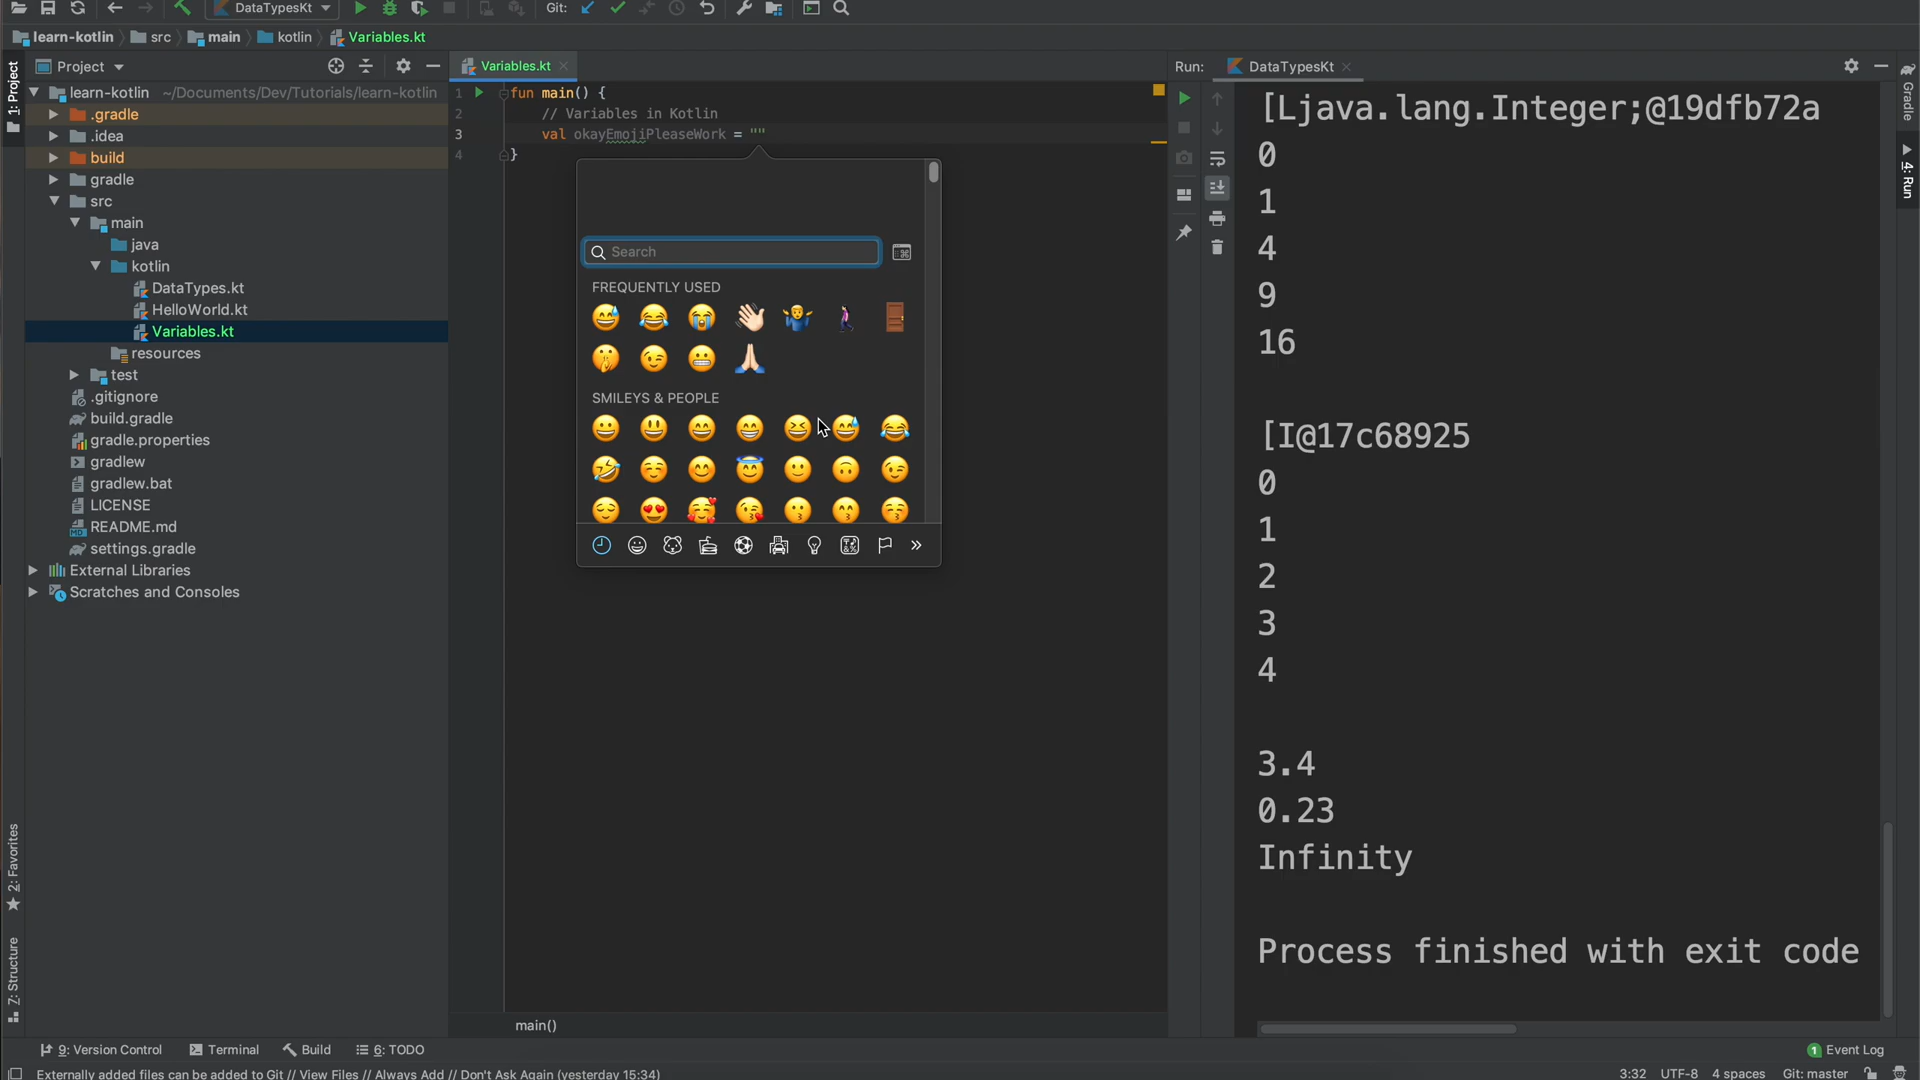 DataTypesKt
Git:
learn-kotlin
src
main
kotlin
Variables.kt
1: Project
Project
learn-kotlin ~/Documents/Dev/Tutorials/learn-kotlin
.gradle
.idea
build
gradle
src
main
java
kotlin
DataTypes.kt
HelloWorld.kt
Variables.kt
resources
test
.gitignore
build.gradle
gradle.properties
gradlew
gradlew.bat
LICENSE
README.md
settings.gradle
External Libraries
Scratches and Consoles
2: Favorites
7: Structure
Variables.kt
1 fun main() {
2 // Variables in Kotlin
3 val okayEmojiPleaseWork = ""
4 }
Search
FREQUENTLY USED
SMILEYS & PEOPLE
main()
Run:
DataTypesKt
[Ljava.lang.Integer;@19dfb72a
0
1
4
9
16
[I@17c68925
0
1
2
3
4
3.4
0.23
Infinity
Process finished with exit code
Gradle
4: Run
9: Version Control
Terminal
Build
6: TODO
1 Event Log
Externally added files can be added to Git // View Files // Always Add // Don't Ask Again (yesterday 15:34)
3:32
UTF-8
4 spaces
Git: master